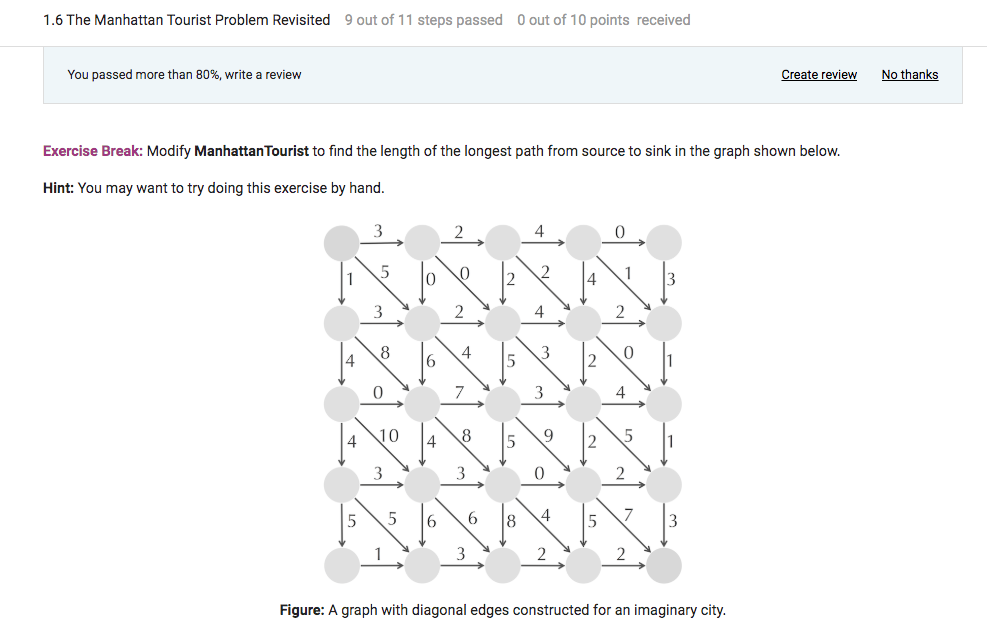 1.6 The Manhattan Tourist Problem Revisited 9 out of 11 steps passed 0 out of 10 points received
You passed more than 80%, write a review Create review No thanks
Exercise Break: Modify ManhattanTourist to find the length of the longest path from source to sink in the graph shown below.
Hint: You may want to try doing this exercise by hand.
3 2 4 0
1 5 0 0 2 2 4 1 3
3 2 4 2
4 8 6 4 5 3 2 0 1
0 7 3 4
4 10 4 8 5 9 2 5 1
3 3 0 2
5 5 6 6 8 4 5 7 3
1 3 2 2
Figure: A graph with diagonal edges constructed for an imaginary city.